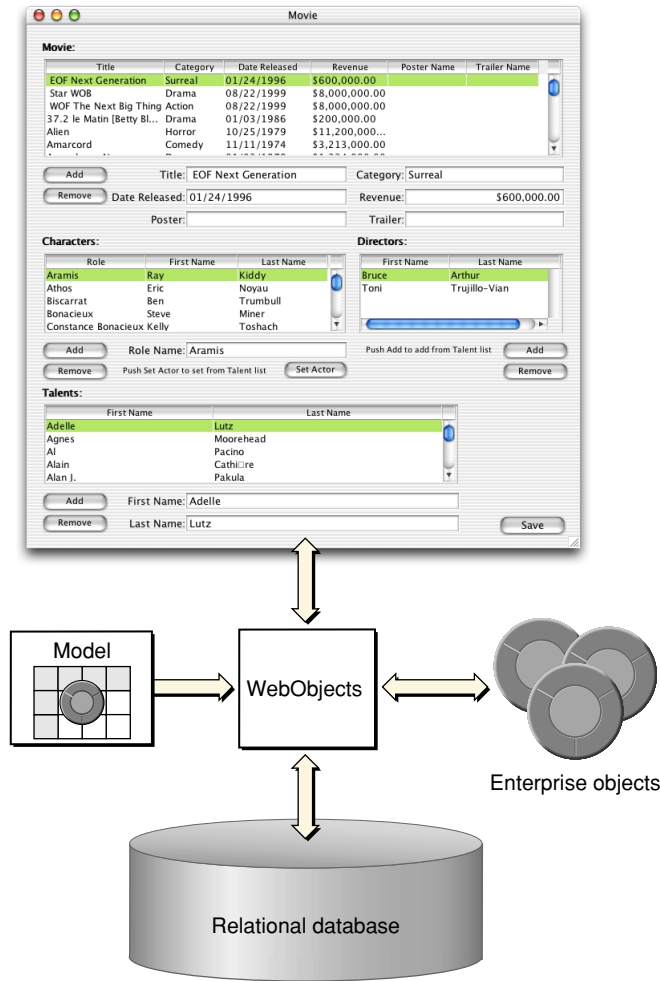 Movie
Movie:
Title Category Date Released Revenue Poster Name Trailer Name
EOF Next Generation Surreal 01/24/1996 $600,000.00
Star WOB Drama 08/22/1999 $8,000,000.00
WOF The Next Big Thing Action 08/22/1999 $8,000,000.00
37.2 le Matin [Betty Bl... Drama 01/03/1986 $200,000.00
Alien Horror 10/25/1979 $11,200,000...
Amarcord Comedy 11/11/1974 $3,213,000.00
Add Title: EOF Next Generation Category: Surreal
Remove Date Released: 01/24/1996 Revenue: $600,000.00
Poster: Trailer:
Characters: Directors:
Role First Name Last Name First Name Last Name
Aramis Ray Kiddy Bruce Arthur
Athos Eric Noyau Toni Trujillo-Vian
Biscarrat Ben Trumbull
Bonacieux Steve Miner
Constance Bonacieux Kelly Toshach
Add Role Name: Aramis Push Add to add from Talent list Add
Remove Push Set Actor to set from Talent list Set Actor Remove
Talents:
First Name Last Name
Adelle Lutz
Agnes Moorehead
Al Pacino
Alain Cathi□re
Alan J. Pakula
Add First Name: Adelle
Remove Last Name: Lutz Save
Model
WebObjects
Enterprise objects
Relational database